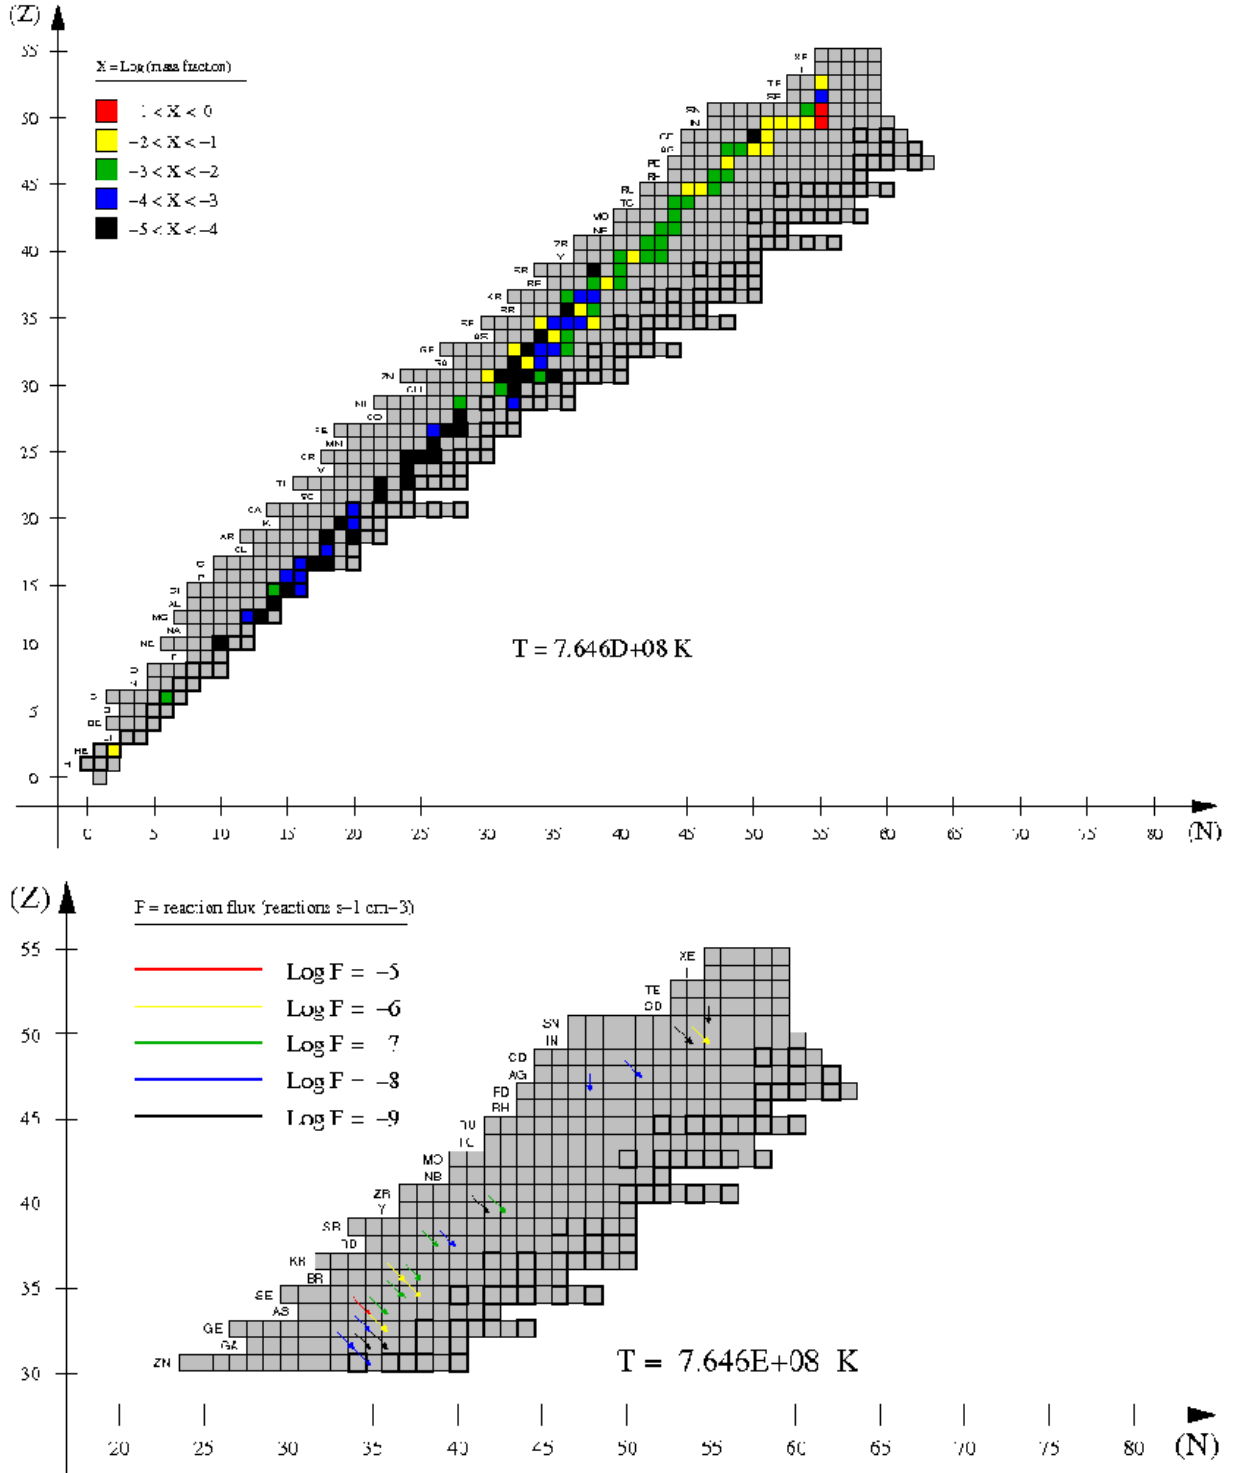 (Z)
X = Log (mass fraction)
1 < X < 0
−2 < X < −1
−3 < X < −2
−4 < X < −3
−5 < X < −4
55
50
45
40
35
30
25
20
15
10
5
0
XE
I
TE
SN
IN
AG
PD
RH
RU
TC
MO
ZR
Y
SR
KR
BR
SE
AS
GE
GA
ZN
CU
NI
CO
FE
MN
CR
V
TI
SC
CA
K
AR
CL
SI
AL
MG
NA
NE
F
BE
LI
HE
H
T = 7.646D+08 K
0 5 10 15 20 25 30 35 40 45 50 55 60 65 70 75 80 (N)
(Z)
F = reaction flux (reactions s−1 cm−3)
Log F = −5
Log F = −6
Log F = 7
Log F = −8
Log F = −9
55
50
45
40
35
30
XE
I
TE
SN
IN
CD
AG
PD
RH
RU
TC
MO
NB
ZR
Y
SR
KR
BR
SE
AS
GE
GA
ZN
T = 7.646E+08 K
20 25 30 35 40 45 50 55 60 65 70 75 80 (N)